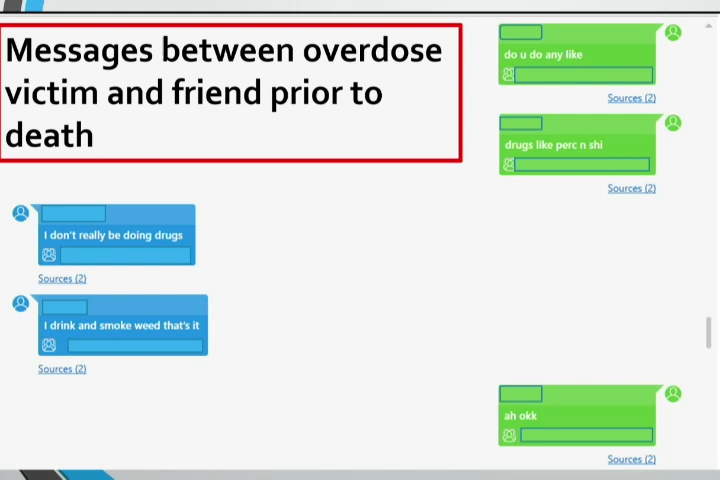 Messages between overdose
victim and friend prior to
death
do u do any like
Sources (2)
drugs like perc n shi
Sources (2)
I don't really be doing drugs
Sources (2)
I drink and smoke weed that's it
Sources (2)
ah okk
Sources (2)